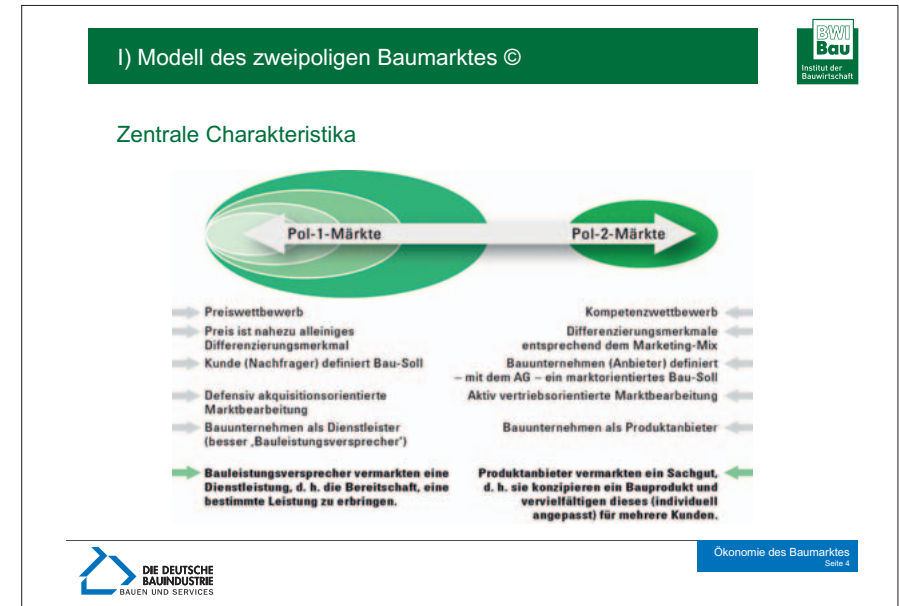 I) Modell des zweipoligen Baumarktes ©
BWI
Bau
Institut der
Bauwirtschaft
Zentrale Charakteristika
Pol-1-Märkte
Pol-2-Märkte
Preiswettbewerb
Preis ist nahezu alleiniges
Differenzierungsmerkmal
Kunde (Nachfrager) definiert Bau-Soll
Defensiv akquisitionsorientierte
Marktbearbeitung
Bauunternehmen als Dienstleister
(besser ‚Bauleistungsversprecher‘)
Bauleistungsversprecher vermarkten eine
Dienstleistung, d. h. die Bereitschaft, eine
bestimmte Leistung zu erbringen.
Kompetenzwettbewerb
Differenzierungsmerkmale
entsprechend dem Marketing-Mix
Bauunternehmen (Anbieter) definiert
– mit dem AG – ein marktorientiertes Bau-Soll
Aktiv vertriebsorientierte Marktbearbeitung
Bauunternehmen als Produktanbieter
Produktanbieter vermarkten ein Sachgut,
d. h. sie konzipieren ein Bauprodukt und
vervielfältigen dieses (individuell
angepasst) für mehrere Kunden.
DIE DEUTSCHE
BAUINDUSTRIE
BAUEN UND SERVICES
Ökonomie des Baumarktes
Seite 4